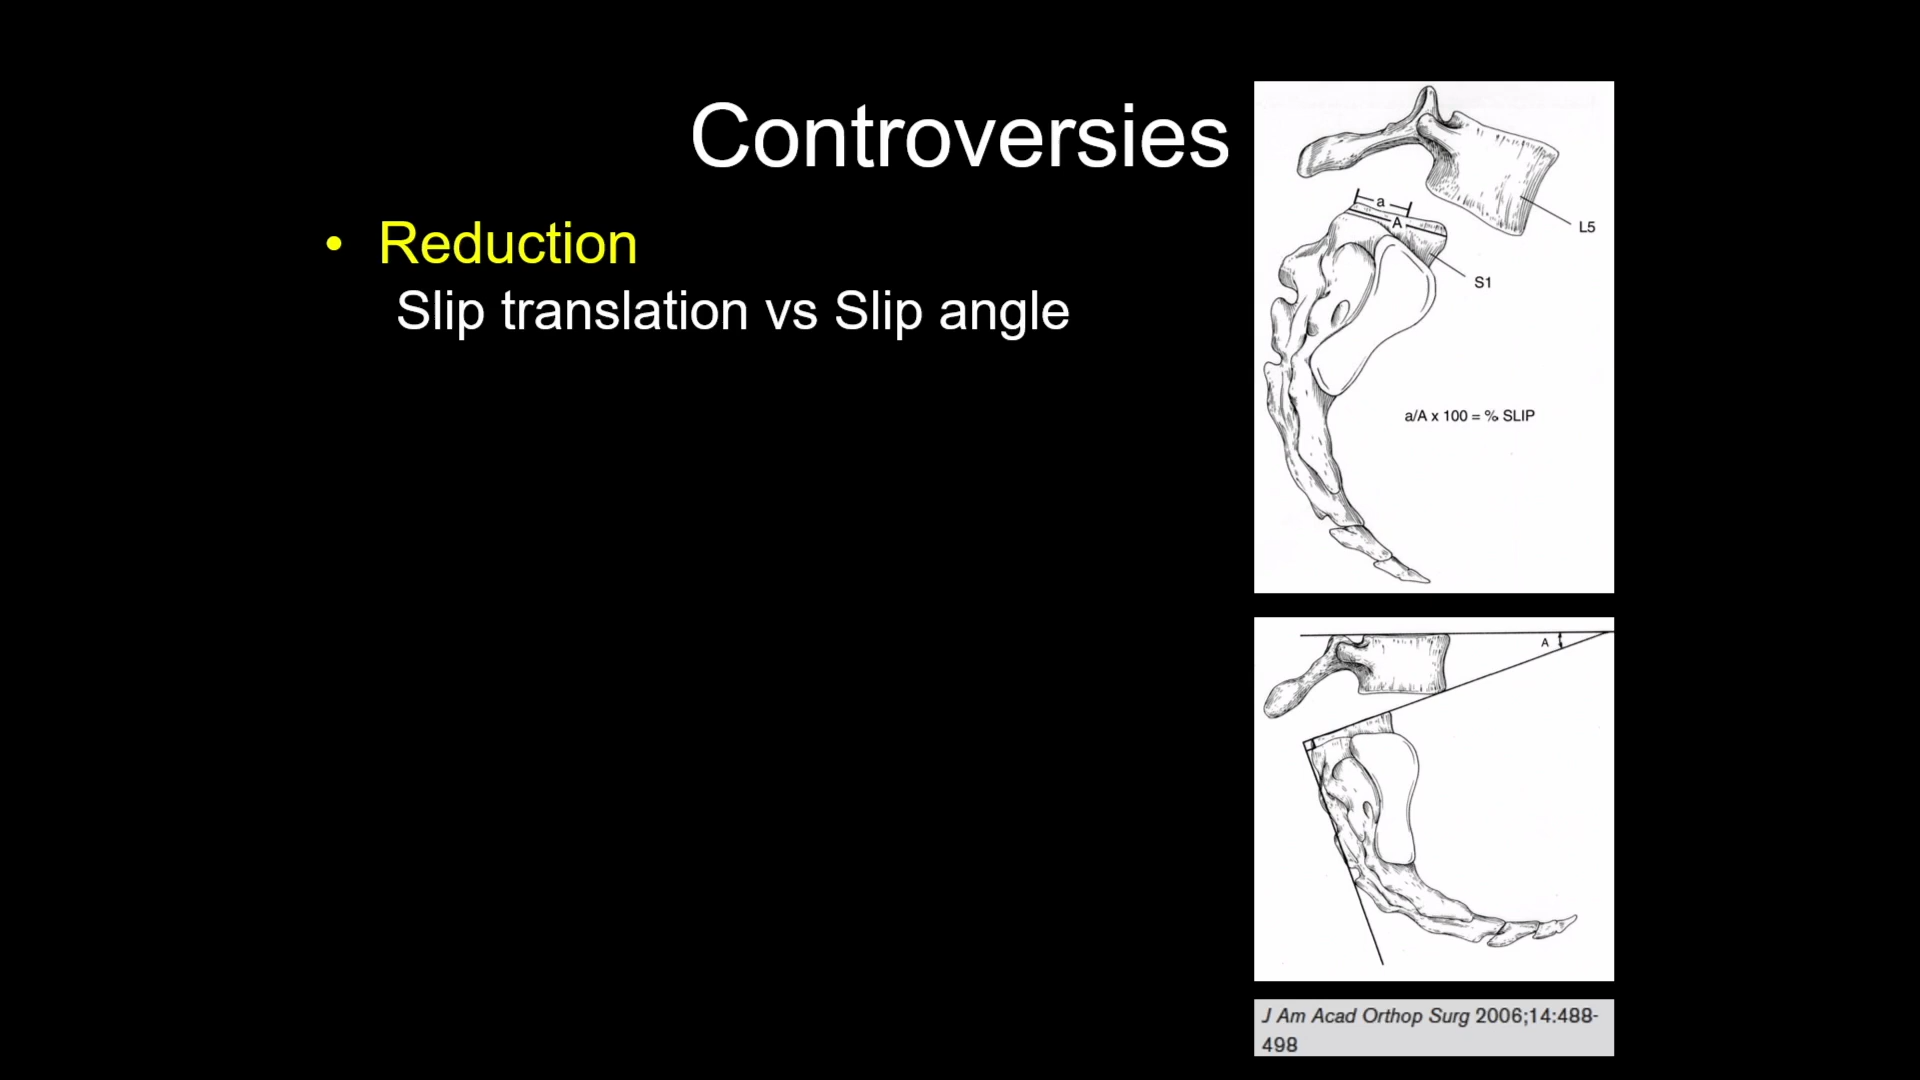 Controversies
• Reduction
Slip translation vs Slip angle
a
A
L5
S1
a/A x 100 = % SLIP
A
J Am Acad Orthop Surg 2006;14:488-
498